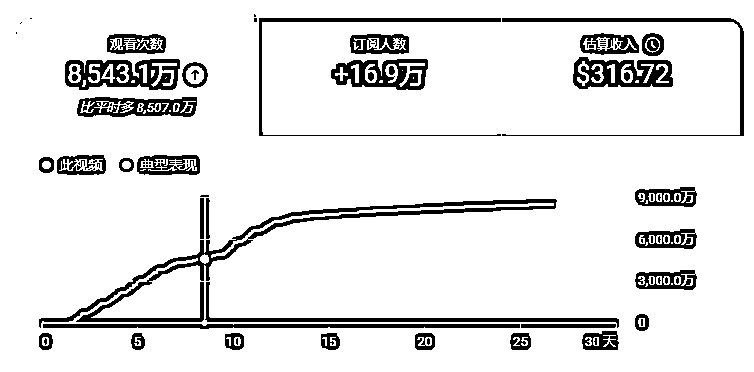 观看次数
8,543.1万
比平时多 8,507.0万
订阅人数
+16.9万
估算收入
$316.72
此视频
典型表现
9,000.0万
6,000.0万
3,000.0万
0
0 5 10 15 20 25 30 天